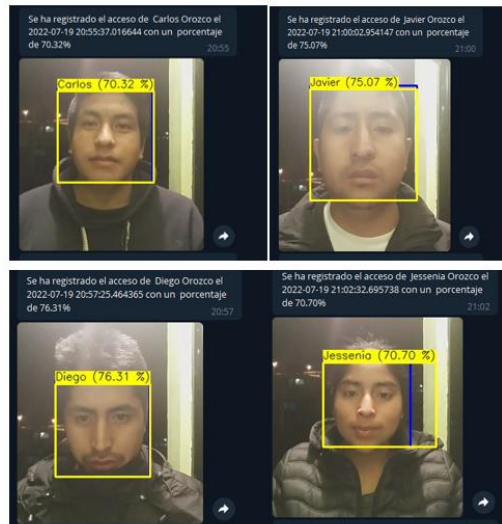 Se ha registrado el acceso de Carlos Orozco el
2022-07-19 20:55:37.016644 con un porcentaje
de 70.32%
20:55
Carlos (70.32 %)
Se ha registrado el acceso de Javier Orozco el
2022-07-19 21:00:02.954147 con un porcentaje
de 75.07%
21:00
Javier (75.07 %)
Se ha registrado el acceso de Diego Orozco el
2022-07-19 20:57:25.464365 con un porcentaje
de 76.31%
20:57
Diego (76.31 %)
Se ha registrado el acceso de Jessenia Orozco el
2022-07-19 21:02:32.695738 con un porcentaje
de 70.70%
21:02
Jessenia (70.70 %)